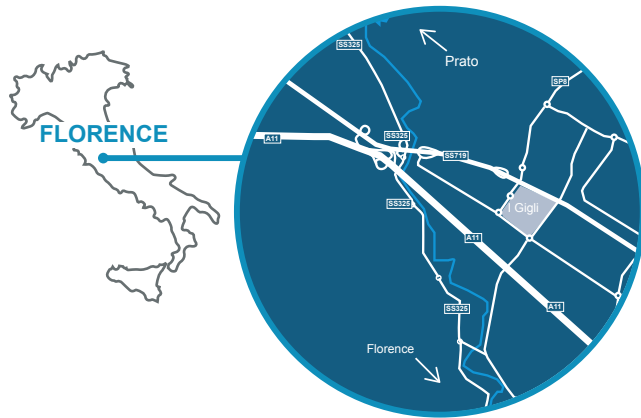 SS325
Prato
SP8
FLORENCE
A11
SS325
SS719
I Gigli
SS325
A11
A11
SS325
Florence